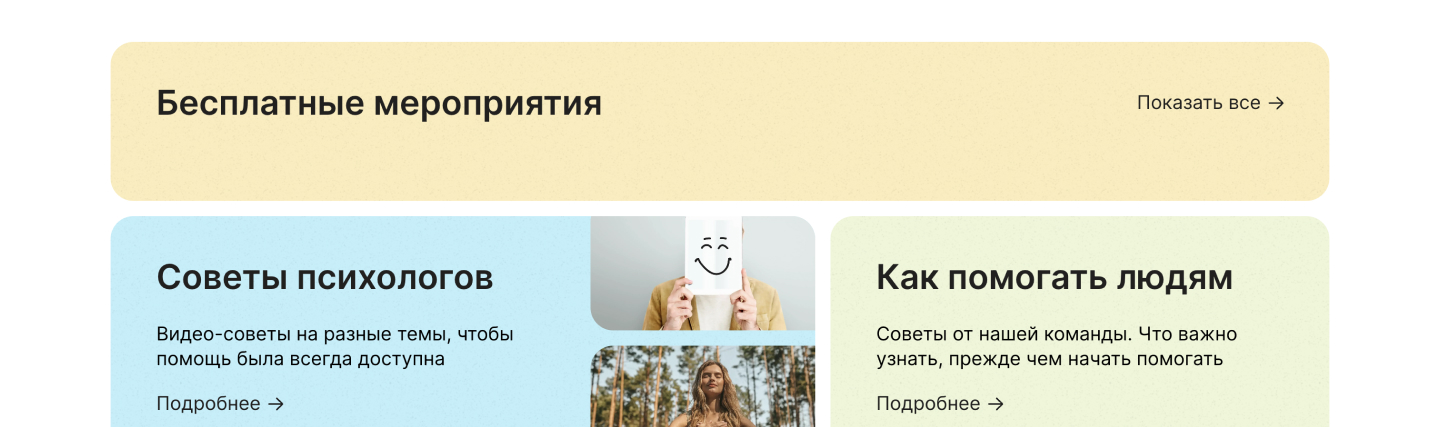 Бесплатные мероприятия
Показать все →
Советы психологов
Видео-советы на разные темы, чтобы
помощь была всегда доступна
Подробнее →
Как помогать людям
Советы от нашей команды. Что важно
узнать, прежде чем начать помогать
Подробнее →